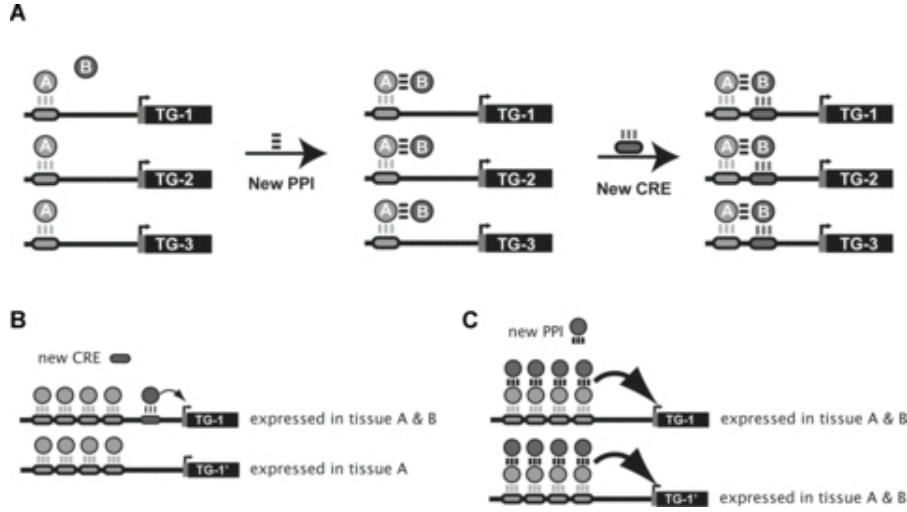 A
A B TG-1
A TG-2
A TG-3
New PPI
A B TG-1
A B TG-2
A B TG-3
New CRE
A B TG-1
A B TG-2
A B TG-3
B
new CRE
TG-1 expressed in tissue A & B
TG-1' expressed in tissue A
C
new PPI
TG-1 expressed in tissue A & B
TG-1' expressed in tissue A & B